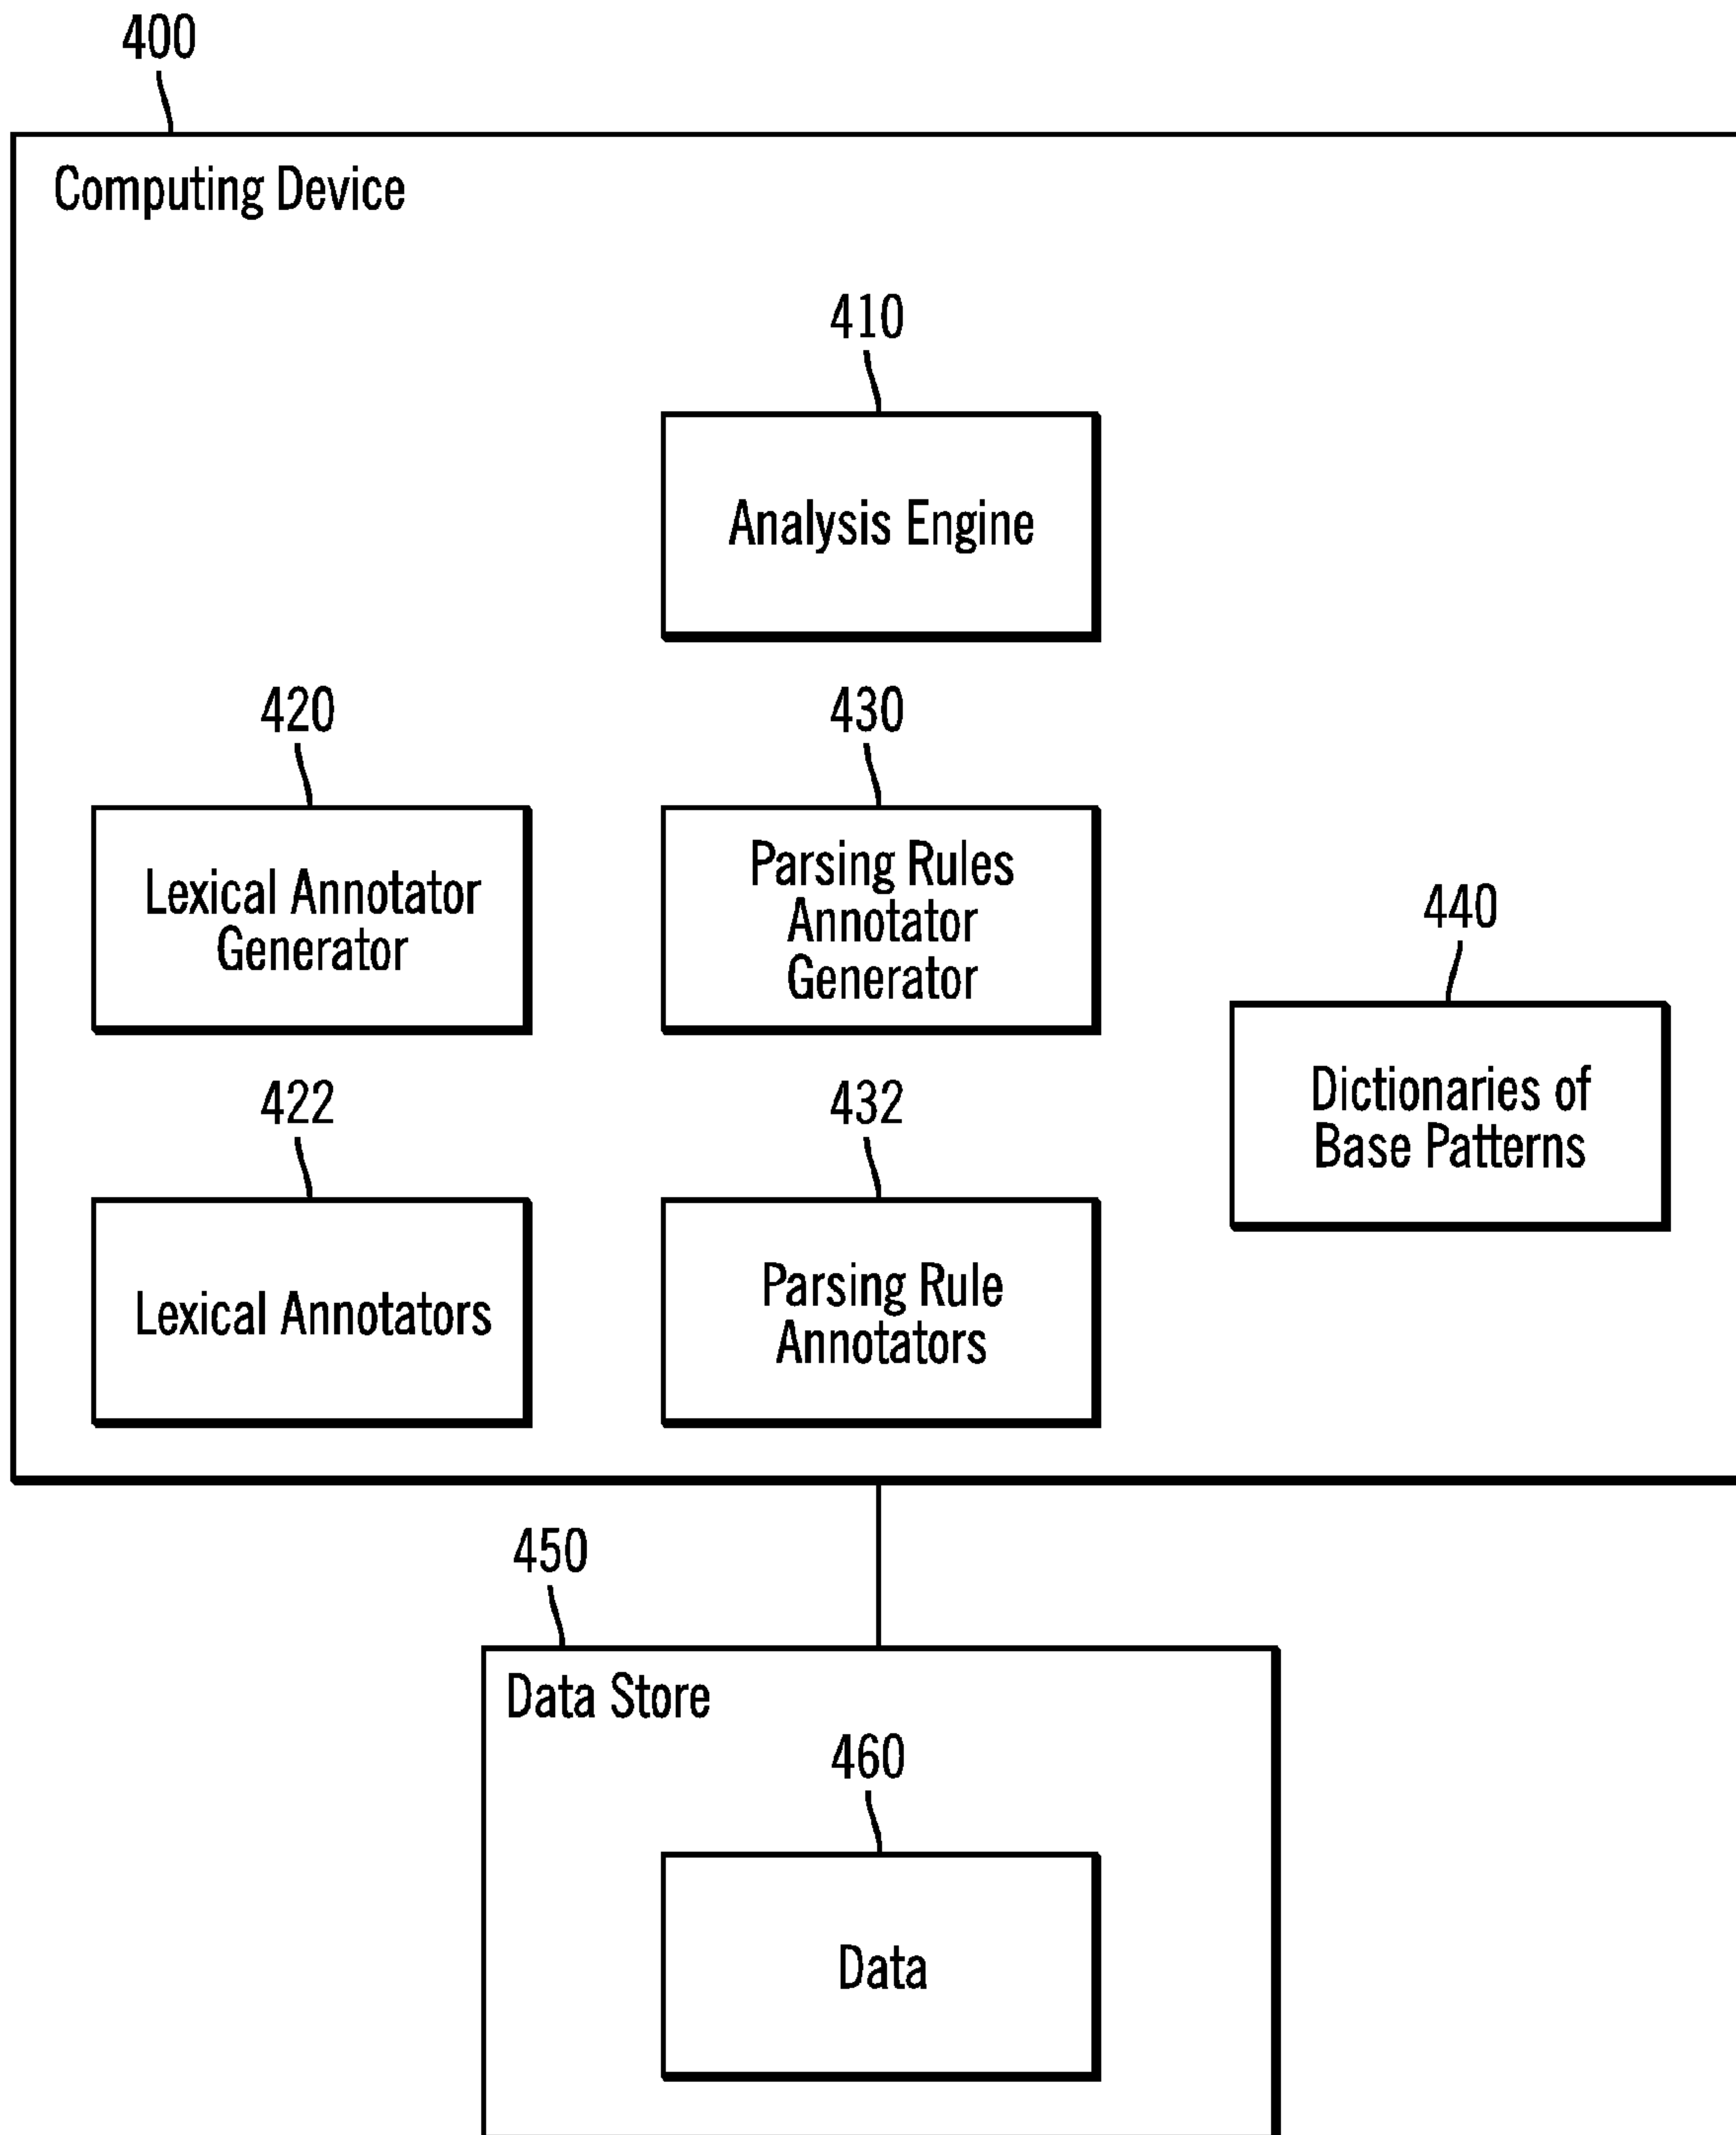 400
Computing Device
410
Analysis Engine
420
Lexical Annotator
Generator
430
Parsing Rules
Annotator
Generator
440
Dictionaries of
Base Patterns
422
Lexical Annotators
432
Parsing Rule
Annotators
450
Data Store
460
Data